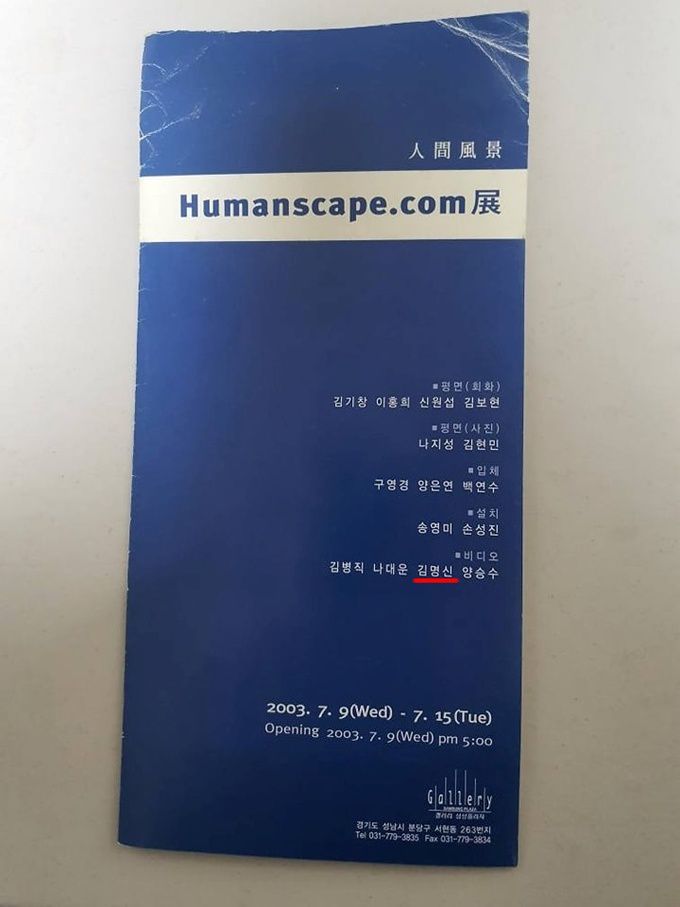 人間風景
Humanscape.com展
■평면(회화)
김기창 이홍희 신원섭 김보현
■평면(사진)
나지성 김현민
■입체
구영경 양은연 백연수
■설치
송영미 손성진
■비디오
김병직 나대운 김명신 양승수
2003. 7. 9(Wed) - 7. 15(Tue)
Opening 2003. 7. 9(Wed) pm 5:00
Gallery
SAMSUNG PLAZA
갤러리 삼성플라자
경기도 성남시 분당구 서현동 263번지
Tel 031-779-3835 Fax 031-779-3834